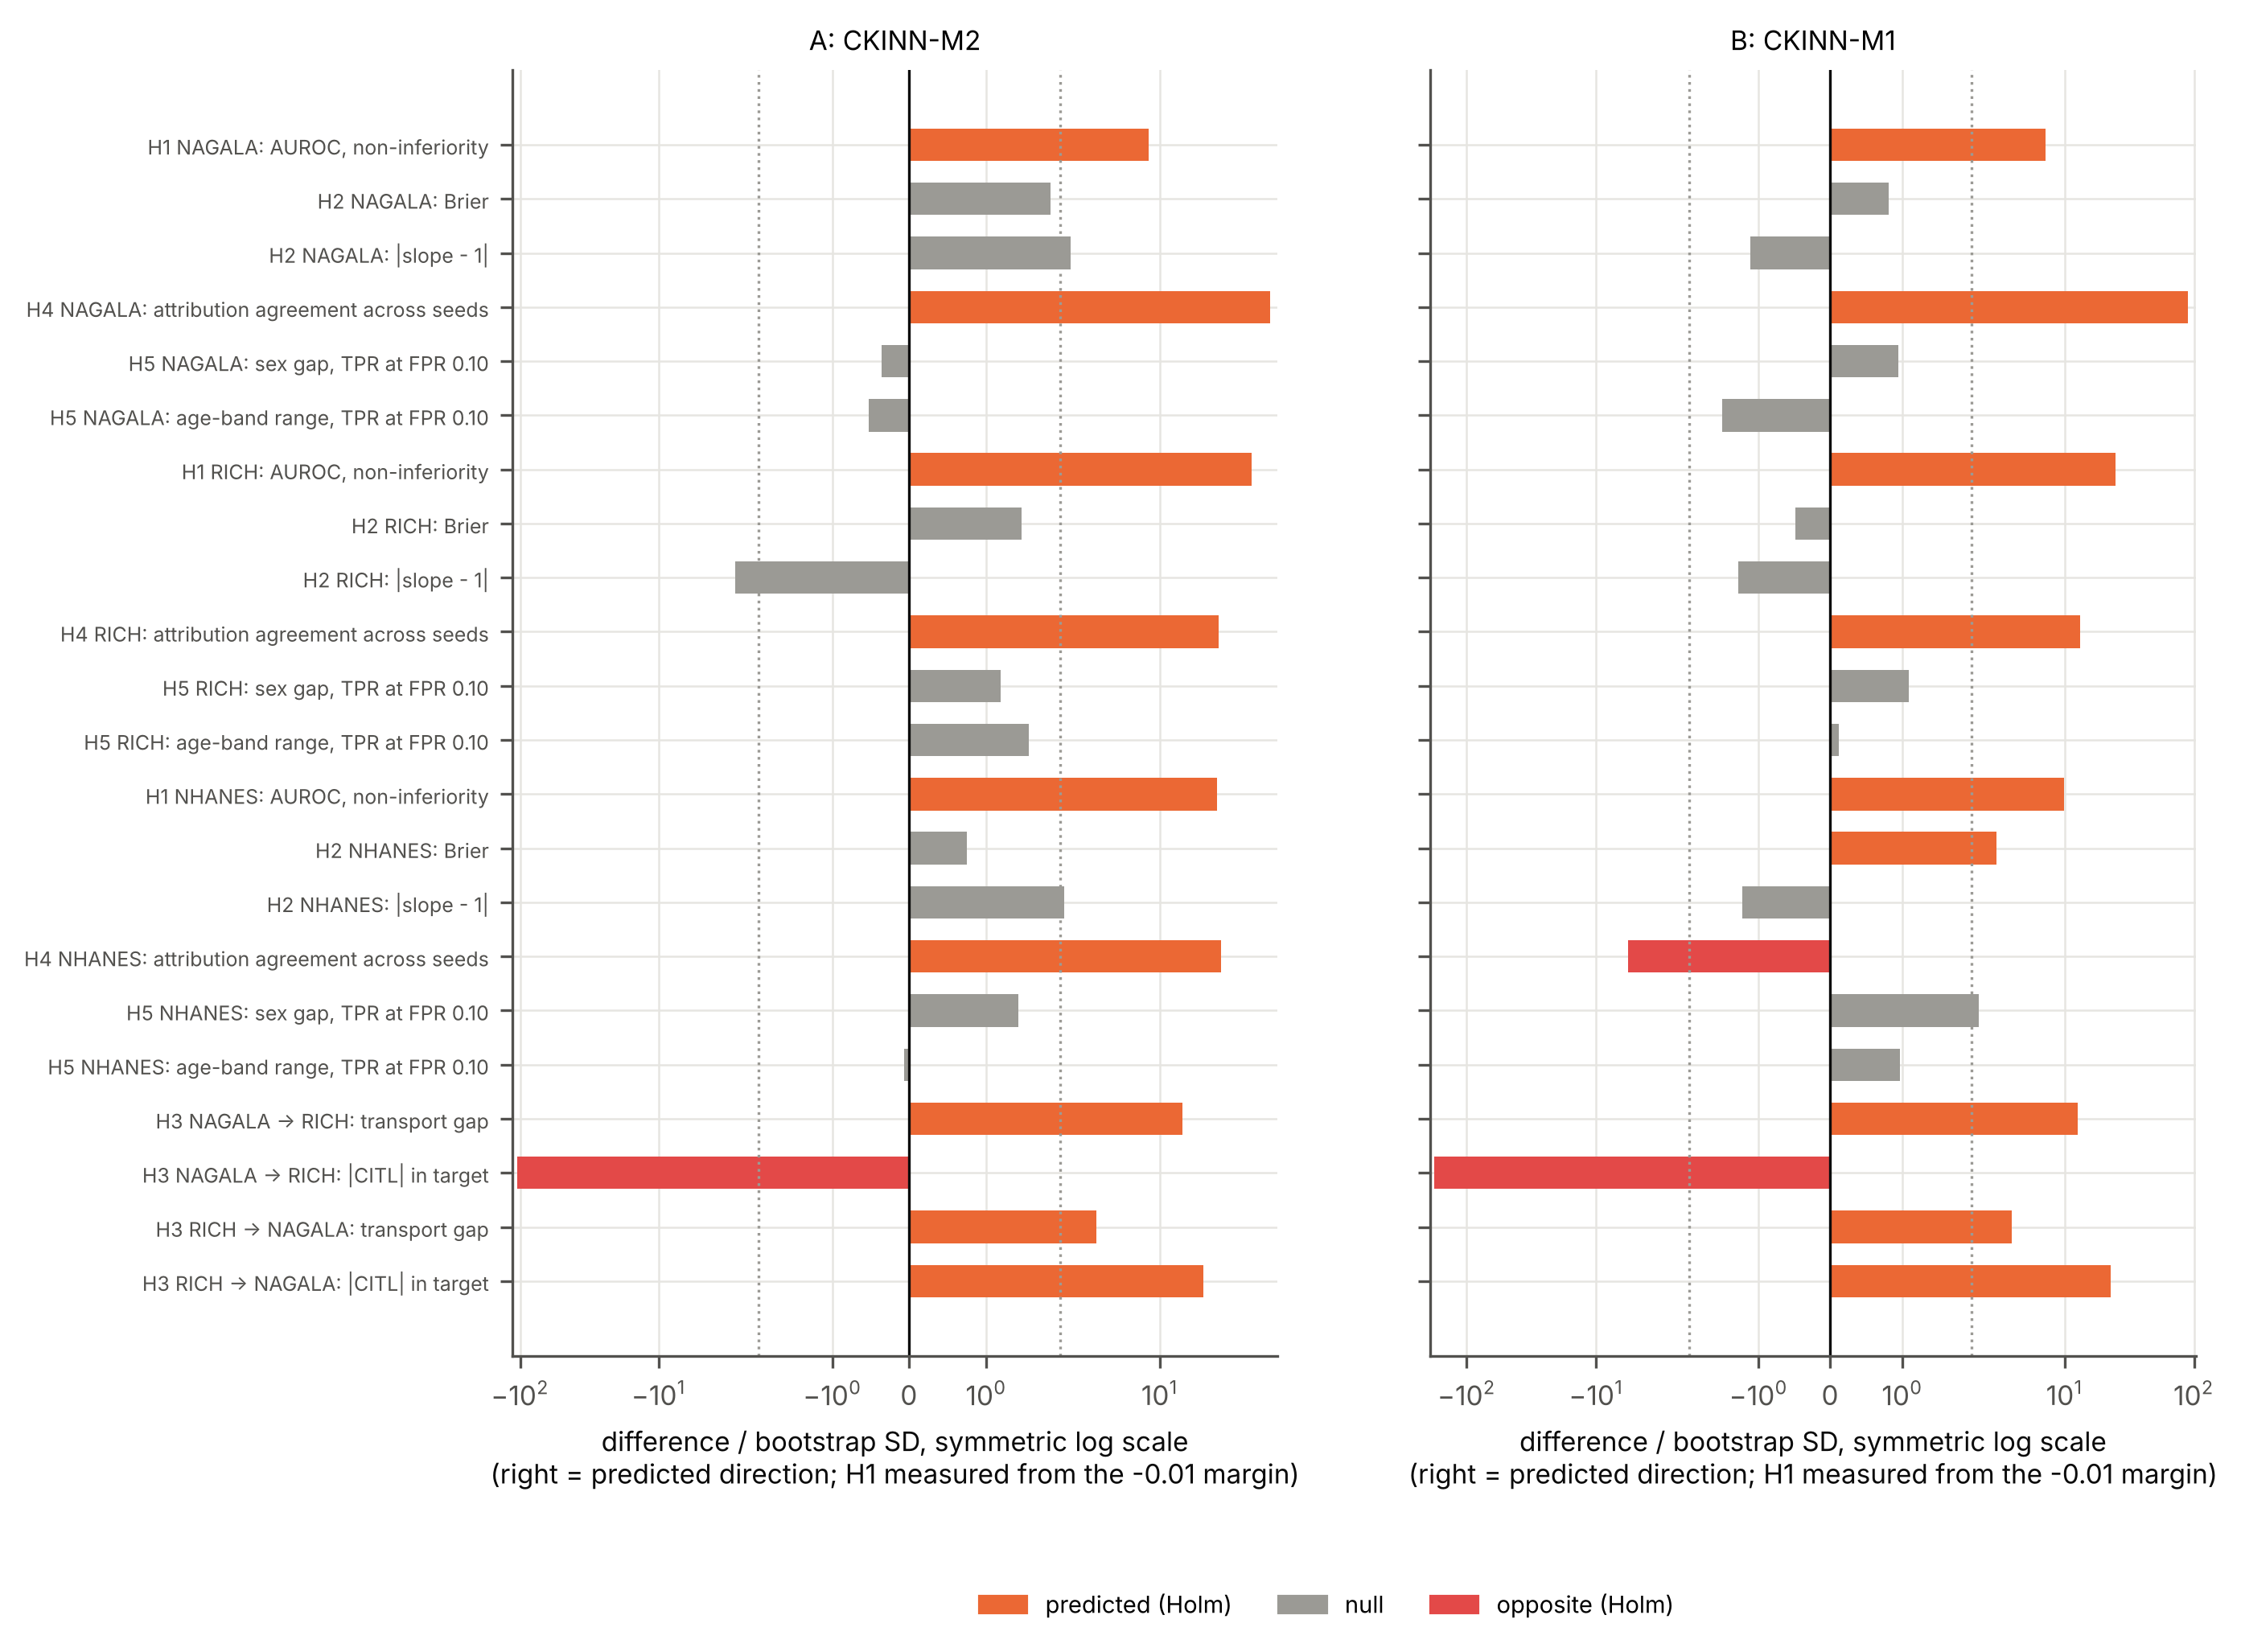 A: CKINN-M2
B: CKINN-M1
H1 NAGALA: AUROC, non-inferiority
H2 NAGALA: Brier
H2 NAGALA: |slope - 1|
H4 NAGALA: attribution agreement across seeds
H5 NAGALA: sex gap, TPR at FPR 0.10
H5 NAGALA: age-band range, TPR at FPR 0.10
H1 RICH: AUROC, non-inferiority
H2 RICH: Brier
H2 RICH: |slope - 1|
H4 RICH: attribution agreement across seeds
H5 RICH: sex gap, TPR at FPR 0.10
H5 RICH: age-band range, TPR at FPR 0.10
H1 NHANES: AUROC, non-inferiority
H2 NHANES: Brier
H2 NHANES: |slope - 1|
H4 NHANES: attribution agreement across seeds
H5 NHANES: sex gap, TPR at FPR 0.10
H5 NHANES: age-band range, TPR at FPR 0.10
H3 NAGALA → RICH: transport gap
H3 NAGALA → RICH: |CITL| in target
H3 RICH → NAGALA: transport gap
H3 RICH → NAGALA: |CITL| in target
−10² −10¹ −10⁰ 0 10⁰ 10¹
difference / bootstrap SD, symmetric log scale
(right = predicted direction; H1 measured from the -0.01 margin)
−10² −10¹ −10⁰ 0 10⁰ 10¹ 10²
difference / bootstrap SD, symmetric log scale
(right = predicted direction; H1 measured from the -0.01 margin)
predicted (Holm) null opposite (Holm)